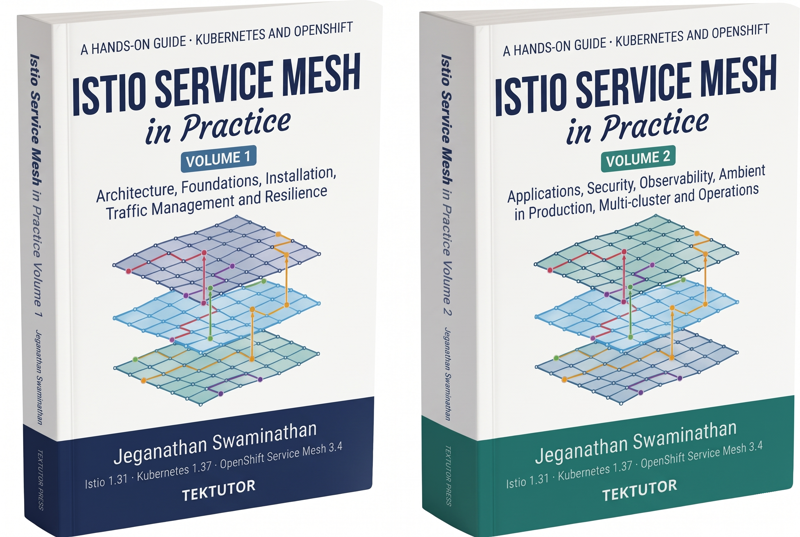 A HANDS-ON GUIDE · KUBERNETES AND OPENSHIFT
ISTIO SERVICE MESH
in Practice
VOLUME 1
Architecture, Foundations, Installation,
Traffic Management and Resilience
Jeganathan Swaminathan
Istio 1.31 · Kubernetes 1.37 · OpenShift Service Mesh 3.4
TEKTUTOR
Istio Service Mesh in Practice Volume 1
Jeganathan Swaminathan
TEKTUTOR PRESS
A HANDS-ON GUIDE · KUBERNETES AND OPENSHIFT
ISTIO SERVICE MESH
in Practice
VOLUME 2
Applications, Security, Observability, Ambient
in Production, Multi-cluster and Operations
Jeganathan Swaminathan
Istio 1.31 · Kubernetes 1.37 · OpenShift Service Mesh 3.4
TEKTUTOR
Istio Service Mesh in Practice Volume 2
Jeganathan Swaminathan
TEKTUTOR PRESS